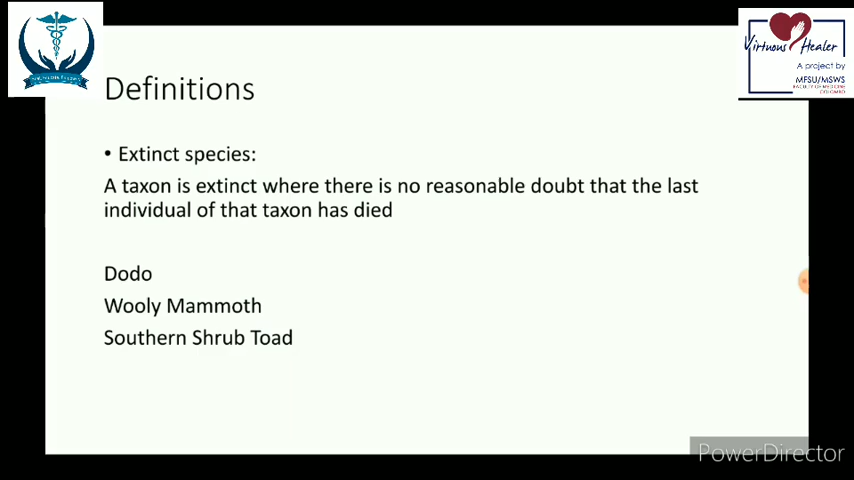 Virtuous Healer
A project by
MFSU/MSWS
FACULTY OF MEDICINE
Definitions
• Extinct species:
A taxon is extinct where there is no reasonable doubt that the last
individual of that taxon has died
Dodo
Wooly Mammoth
Southern Shrub Toad
PowerDirector